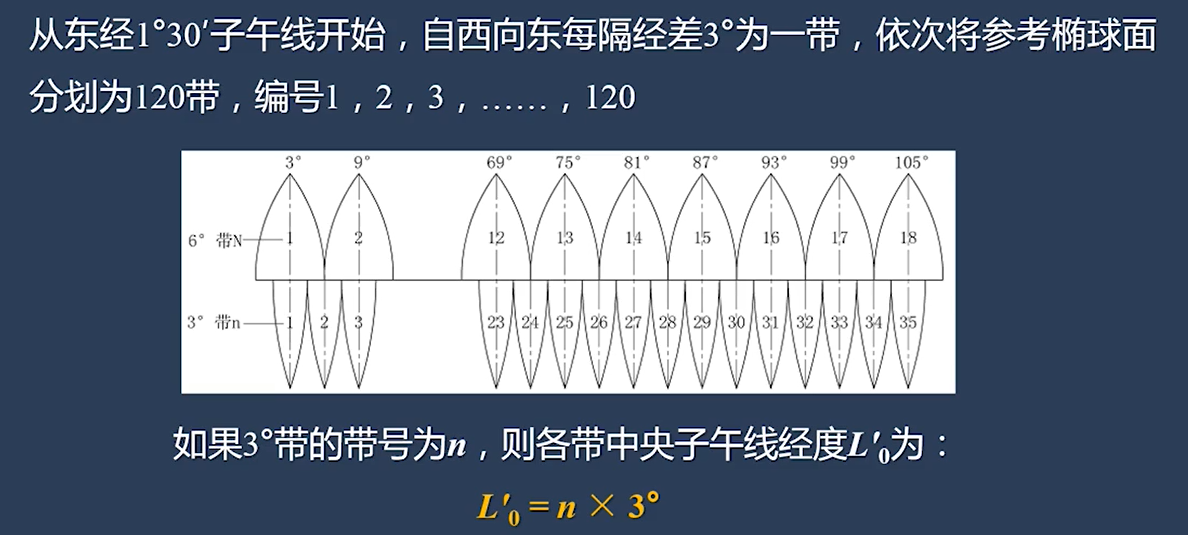 从东经1°30′子午线开始，自西向东每隔经差3°为一带，依次将参考椭球面
分划为120带，编号1，2，3，……，120
3° 9° 69° 75° 81° 87° 93° 99° 105°
6° 带N 1 2 12 13 14 15 16 17 18
3° 带n 1 2 3 23 24 25 26 27 28 29 30 31 32 33 34 35
如果3°带的带号为n，则各带中央子午线经度L′₀为：
L′₀ = n × 3°